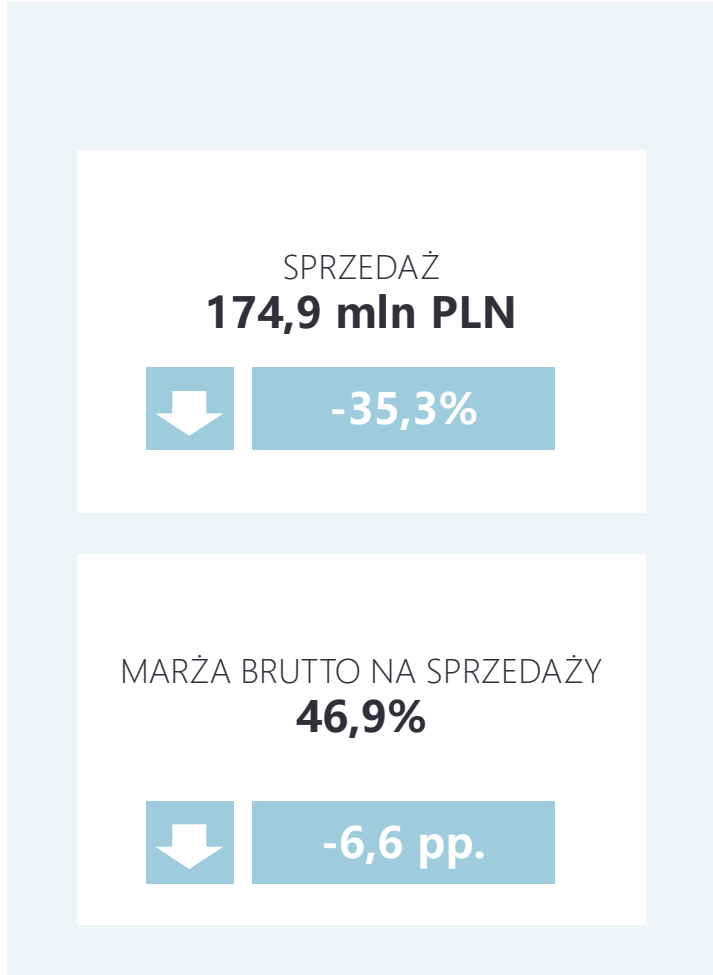 SPRZEDAŻ
174,9 mln PLN
-35,3%
MARŻA BRUTTO NA SPRZEDAŻY
46,9%
-6,6 pp.